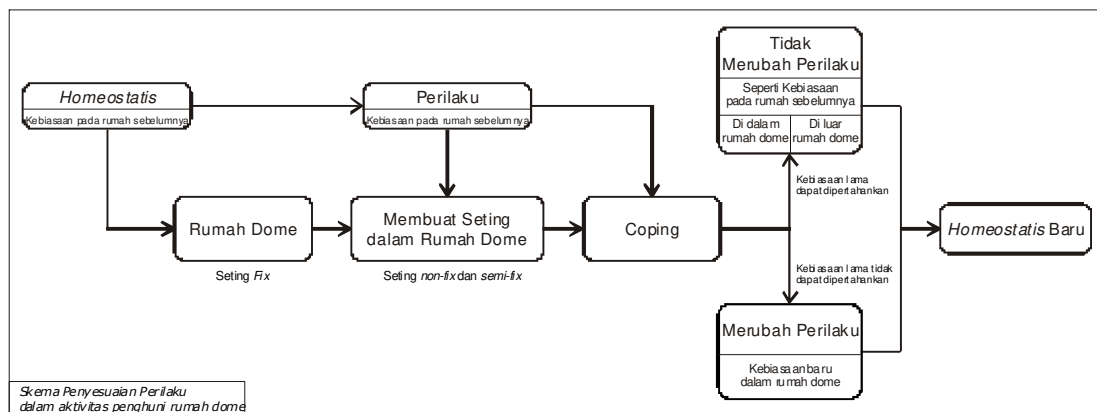 Homeostatis
Kebiasaan pada rumah sebelumnya
Perilaku
Kebiasaan pada rumah sebelumnya
Tidak
Merubah Perilaku
Seperti Kebiasaan
pada rumah sebelumnya
Di dalam
rumah dome
Di luar
rumah dome
Kebiasaan lama
dapat dipertahankan
Rumah Dome
Seting Fix
Membuat Seting
dalam Rumah Dome
Seting non-fix dan semi-fix
Coping
Homeostatis Baru
Kebiasaan lama tidak
dapat dipertahankan
Merubah Perilaku
Kebiasaan baru
dalam rumah dome
Skema Penyesuaian Perilaku
dalam aktivitas penghuni rumah dome